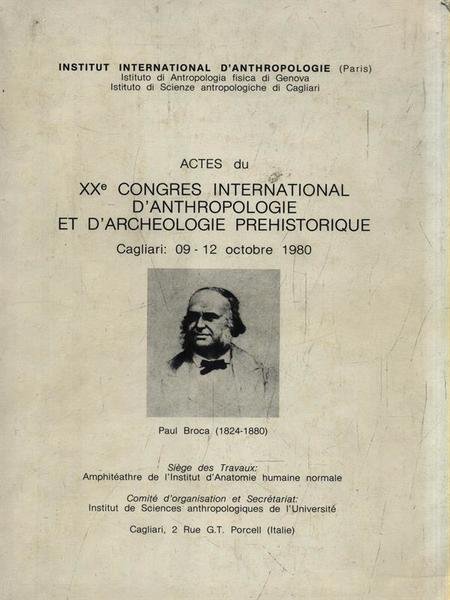 INSTITUT INTERNATIONAL D'ANTHROPOLOGIE (Paris)
Istituto di Antropologia fisica di Genova
Istituto di Scienze antropologiche di Cagliari
ACTES du
XXe CONGRES INTERNATIONAL
D'ANTHROPOLOGIE
ET D'ARCHEOLOGIE PREHISTORIQUE
Cagliari: 09 - 12 octobre 1980
Paul Broca (1824-1880)
Siège des Travaux:
Amphitéathre de l'Institut d'Anatomie humaine normale
Comité d'organisation et Secrétariat:
Institut de Sciences anthropologiques de l'Université
Cagliari, 2 Rue G.T. Porcell (Italie)